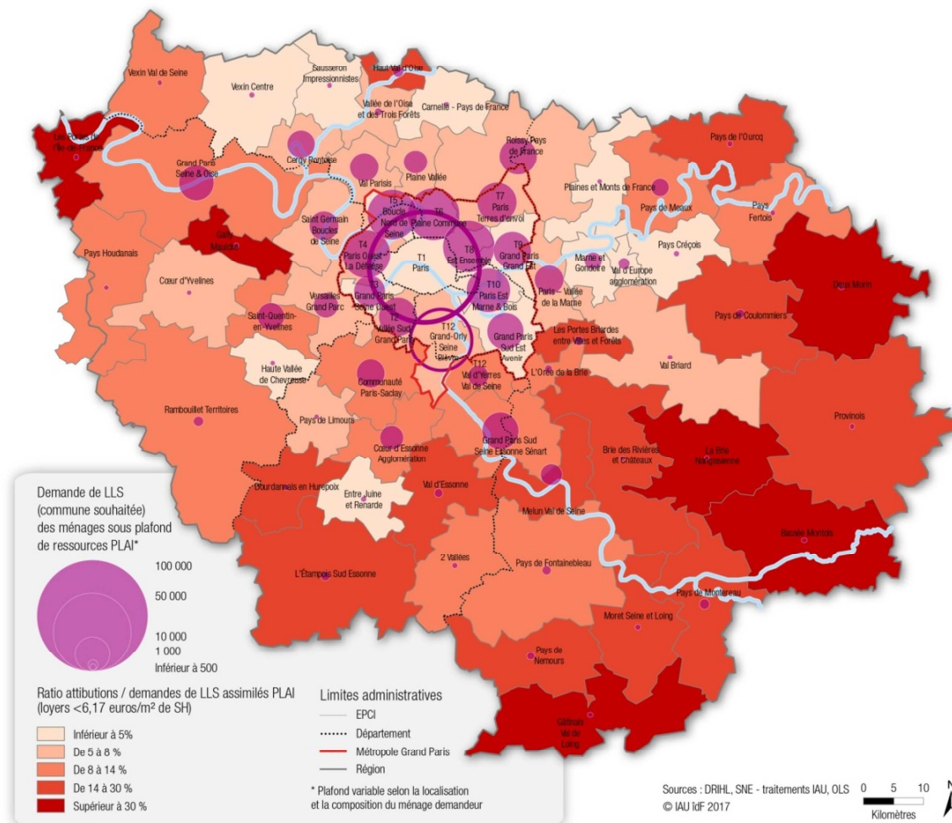 Vexin Val de Seine
Vexin Centre
Sausseron
Impressionnistes
Haut Val d'Oise
Vallée de l'Oise
et des Trois Forêts
Carnelle - Pays de France
Roissy Pays
de France
Pays de l'Ourcq
Les Portes de
l'Île-de-France
Grand Paris
Seine & Oise
Cergy Pontoise
Val Parisis
Plaine Vallée
Plaines et Monts de France
Pays de Meaux
Pays
Fertois
T5
Boucle
Nord de
Seine
T6
Plaine Commune
T7
Paris
Terres d'envol
Saint Germain
Boucles
de Seine
T4
Paris Ouest
La Défense
T1
Paris
T8
Est Ensemble
T9
Grand Paris
Grand Est
Marne et
Gondoire
Val d'Europe
agglomération
Pays Créçois
Pays Houdanais
Gally
Mauldre
Cœur d'Yvelines
Versailles
Grand Parc
Grand Paris
Seine Ouest
T10
Paris Est
Marne & Bois
Paris – Vallée
de la Marne
Deux Morin
Saint-Quentin-
en-Yvelines
T2
Vallée Sud
Grand Paris
T12
Grand-Orly
Seine
Bièvre
Grand Paris
Sud Est
Avenir
Les Portes Briardes
entre Villes et Forêts
Pays de Coulommiers
Haute Vallée
de Chevreuse
Communauté
Paris-Saclay
T12
Val d'Yerres
Val de Seine
L'Orée de la Brie
Val Briard
Rambouillet Territoires
Pays de Limours
Cœur d'Essonne
Agglomération
Grand Paris Sud
Seine Essonne Sénart
Brie des Rivières
et Châteaux
La Brie
Nangissienne
Provinois
Dourdannais en Hurepoix
Entre Juine
et Renarde
Val d'Essonne
Melun Val de Seine
Bassée Montois
L'Étampois Sud Essonne
2 Vallées
Pays de Fontainebleau
Pays de Montereau
Moret Seine et Loing
Pays de
Nemours
Gâtinais
Val de
Loing
Demande de LLS
(commune souhaitée)
des ménages sous plafond
de ressources PLAI*
100 000
50 000
10 000
1 000
Inférieur à 500
Ratio attibutions / demandes de LLS assimilés PLAI
(loyers <6,17 euros/m² de SH)
Inférieur à 5%
De 5 à 8 %
De 8 à 14 %
De 14 à 30 %
Supérieur à 30 %
Limites administratives
EPCI
Département
Métropole Grand Paris
Région
* Plafond variable selon la localisation
et la composition du ménage demandeur
Sources : DRIHL, SNE - traitements IAU, OLS
© IAU îdF 2017
0 5 10
Kilomètres
N